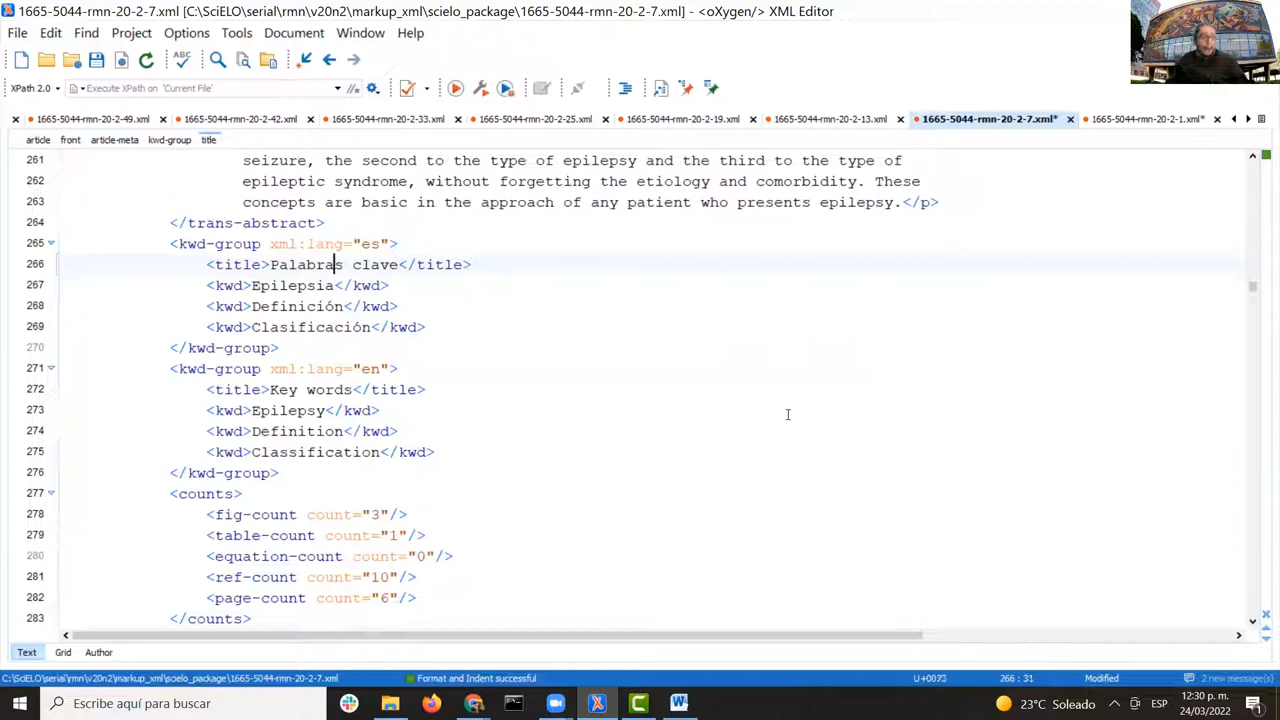 1665-5044-rmn-20-2-7.xml [C:\SciELO\serial\rmn\v20n2\markup_xml\scielo_package\1665-5044-rmn-20-2-7.xml] - <oXygen/> XML Editor
File Edit Find Project Options Tools Document Window Help
XPath 2.0 Execute XPath on 'Current File'
1665-5044-rmn-20-2-49.xml 1665-5044-rmn-20-2-42.xml 1665-5044-rmn-20-2-33.xml 1665-5044-rmn-20-2-25.xml 1665-5044-rmn-20-2-19.xml 1665-5044-rmn-20-2-13.xml 1665-5044-rmn-20-2-7.xml* 1665-5044-rmn-20-2-1.xml*
article front article-meta kwd-group title
261 seizure, the second to the type of epilepsy and the third to the type of
262 epileptic syndrome, without forgetting the etiology and comorbidity. These
263 concepts are basic in the approach of any patient who presents epilepsy.</p>
264 </trans-abstract>
265 <kwd-group xml:lang="es">
266 <title>Palabras clave</title>
267 <kwd>Epilepsia</kwd>
268 <kwd>Definición</kwd>
269 <kwd>Clasificación</kwd>
270 </kwd-group>
271 <kwd-group xml:lang="en">
272 <title>Key words</title>
273 <kwd>Epilepsy</kwd>
274 <kwd>Definition</kwd>
275 <kwd>Classification</kwd>
276 </kwd-group>
277 <counts>
278 <fig-count count="3"/>
279 <table-count count="1"/>
280 <equation-count count="0"/>
281 <ref-count count="10"/>
282 <page-count count="6"/>
283 </counts>
Text Grid Author
C:\SciELO\serial\rmn\v20n2\markup_xml\scielo_package\1665-5044-rmn-20-2-7.xml Format and Indent successful U+0073 266 : 31 Modified 2 new message(s)
Escribe aquí para buscar 23°C Soleado ESP 12:30 p. m.
24/03/2022